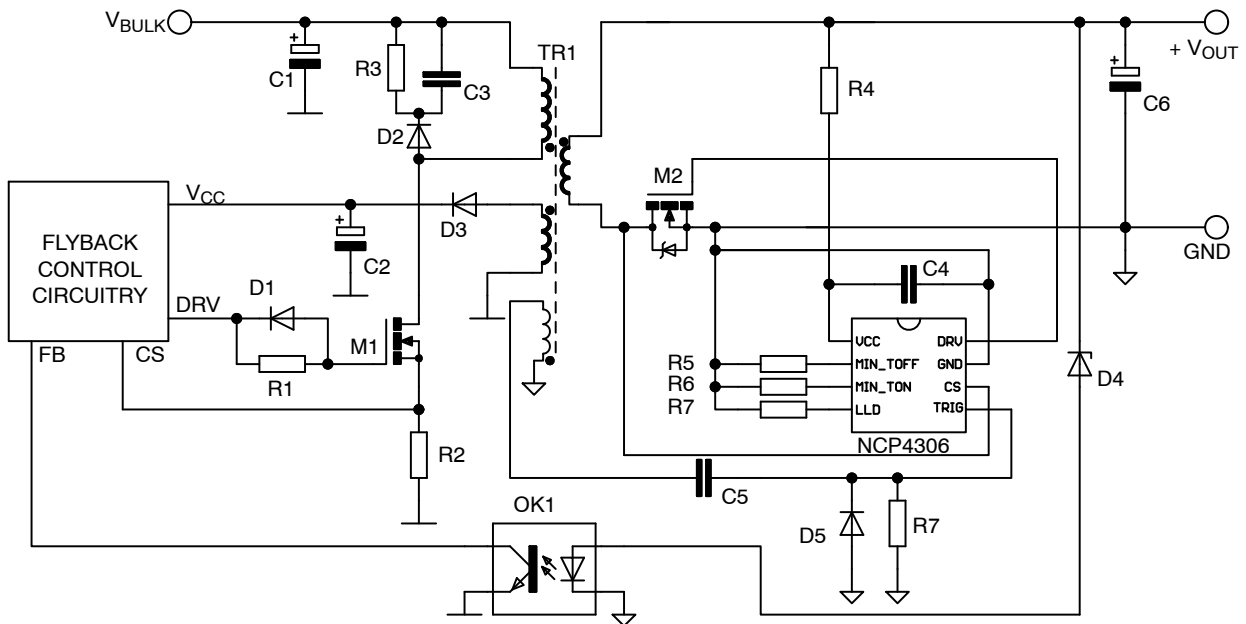 VBULK
+
C1
R3
C3
D2
TR1
R4
+ VOUT
+
C6
M2
VCC
D3
+
C2
FLYBACK
CONTROL
CIRCUITRY
DRV
D1
R1
M1
FB
CS
R2
GND
C4
VCC
DRV
R5
MIN_TOFF
GND
R6
MIN_TON
CS
R7
LLD
TRIG
NCP4306
D4
C5
D5
R7
OK1